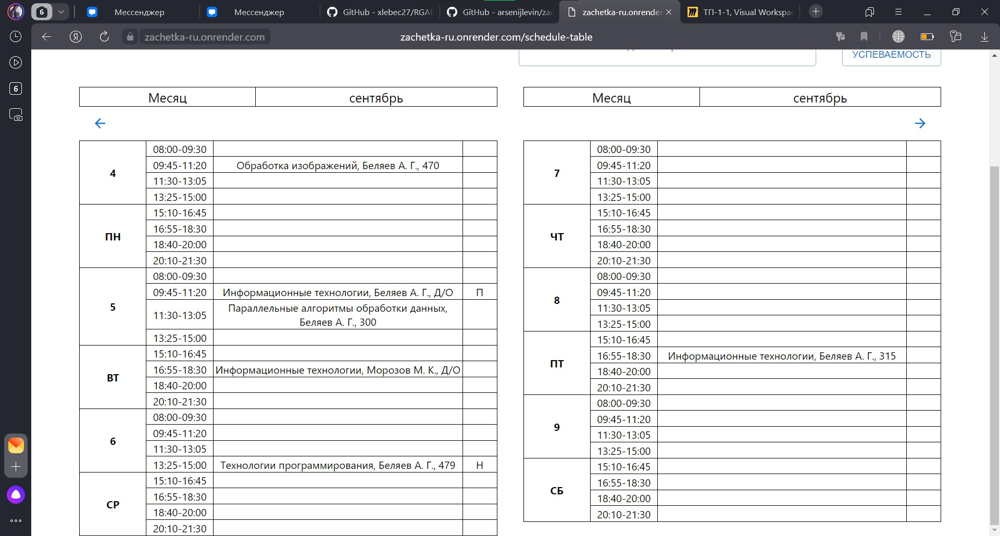 6
Мессенджер
Мессенджер
GitHub - xlebec27/RGAF
GitHub - arsenijlevin/zac
zachetka-ru.onrender
ТП-1-1, Visual Workspac
zachetka-ru.onrender.com
zachetka-ru.onrender.com/schedule-table
6
УСПЕВАЕМОСТЬ
Месяц сентябрь
Месяц сентябрь
4
08:00-09:30
09:45-11:20 Обработка изображений, Беляев А. Г., 470
11:30-13:05
13:25-15:00
ПН
15:10-16:45
16:55-18:30
18:40-20:00
20:10-21:30
5
08:00-09:30
09:45-11:20 Информационные технологии, Беляев А. Г., Д/О П
11:30-13:05 Параллельные алгоритмы обработки данных,
Беляев А. Г., 300
13:25-15:00
ВТ
15:10-16:45
16:55-18:30 Информационные технологии, Морозов М. К., Д/О
18:40-20:00
20:10-21:30
6
08:00-09:30
09:45-11:20
11:30-13:05
13:25-15:00 Технологии программирования, Беляев А. Г., 479 Н
СР
15:10-16:45
16:55-18:30
18:40-20:00
20:10-21:30
7
08:00-09:30
09:45-11:20
11:30-13:05
13:25-15:00
ЧТ
15:10-16:45
16:55-18:30
18:40-20:00
20:10-21:30
8
08:00-09:30
09:45-11:20
11:30-13:05
13:25-15:00
ПТ
15:10-16:45
16:55-18:30 Информационные технологии, Беляев А. Г., 315
18:40-20:00
20:10-21:30
9
08:00-09:30
09:45-11:20
11:30-13:05
13:25-15:00
СБ
15:10-16:45
16:55-18:30
18:40-20:00
20:10-21:30